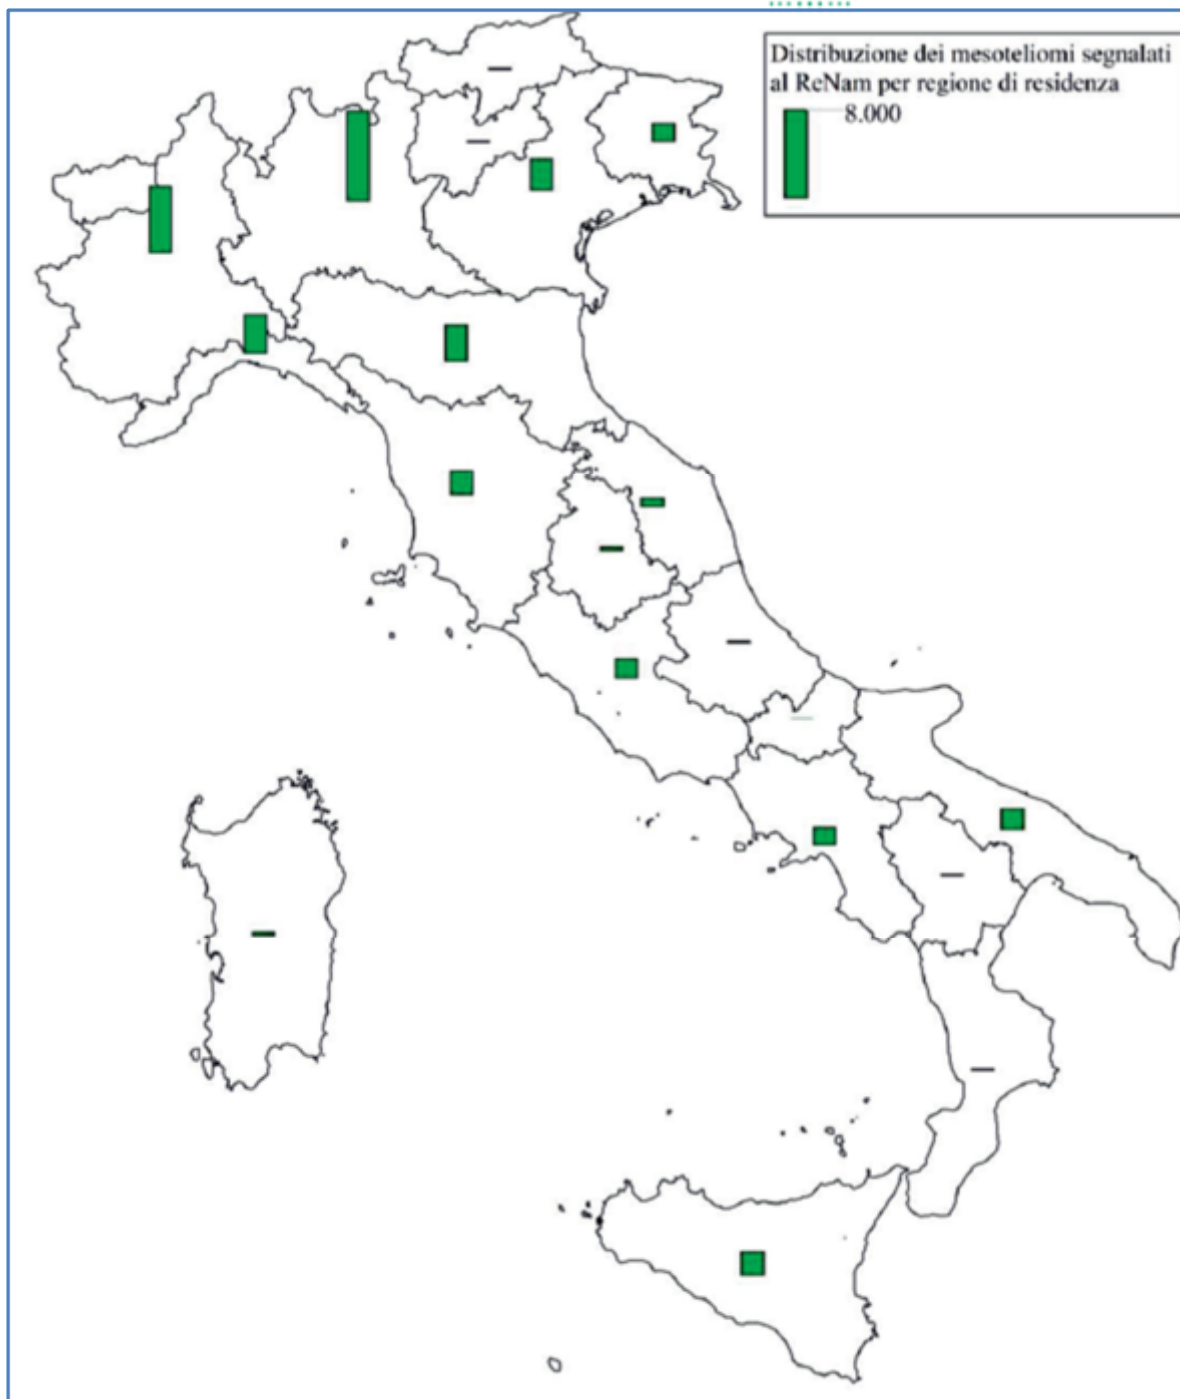 Distribuzione dei mesoteliomi segnalati
al ReNam per regione di residenza
8.000